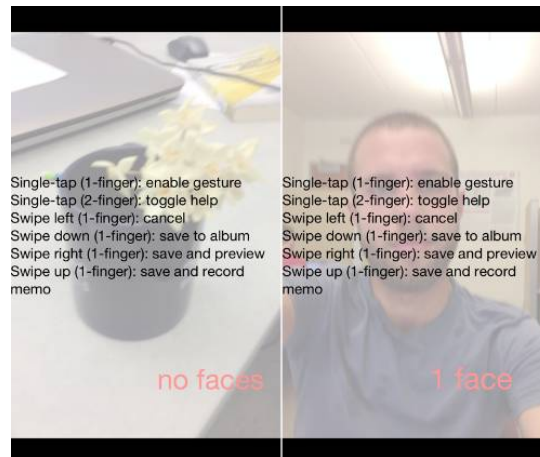 Single-tap (1-finger): enable gesture
Single-tap (2-finger): toggle help
Swipe left (1-finger): cancel
Swipe down (1-finger): save to album
Swipe right (1-finger): save and preview
Swipe up (1-finger): save and record
memo
no faces
Single-tap (1-finger): enable gesture
Single-tap (2-finger): toggle help
Swipe left (1-finger): cancel
Swipe down (1-finger): save to album
Swipe right (1-finger): save and preview
Swipe up (1-finger): save and record
memo
1 face